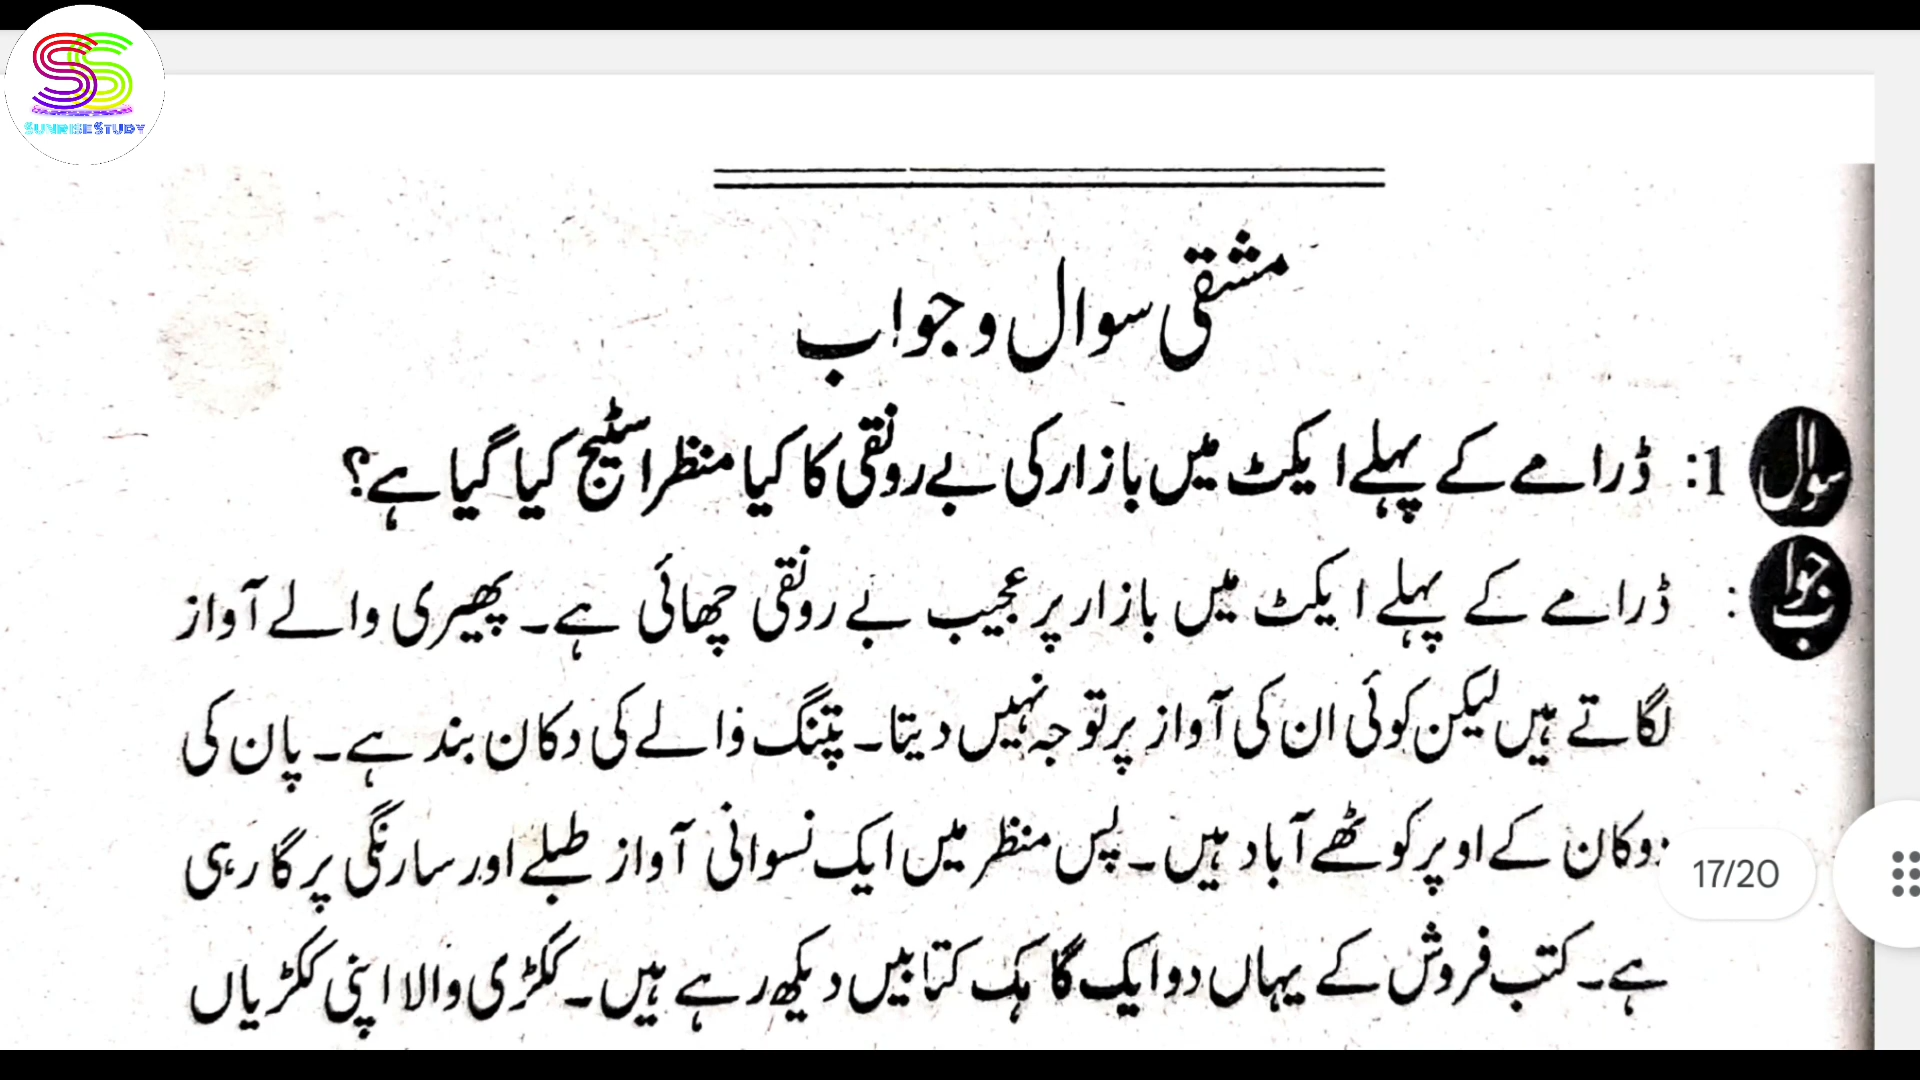 SS
SUNRISESTUDY
مشقی سوال و جواب
سوال 1: ڈرامے کے پہلے ایکٹ میں بازار کی بے رونقی کا کیا منظر اسٹیج کیا گیا ہے؟
جواب : ڈرامے کے پہلے ایکٹ میں بازار پر عجیب بے رونقی چھائی ہے۔ پھیری والے آواز
لگاتے ہیں لیکن کوئی ان کی آواز پر توجہ نہیں دیتا۔ پتنگ والے کی دکان بند ہے۔ پان کی
دوکان کے اوپر کوٹھے آباد ہیں۔ پس منظر میں ایک نسوانی آواز طبلے اور سارنگی پر گا رہی
17/20
ہے۔ کتب فروش کے یہاں دو ایک گاہک کتابیں دیکھ رہے ہیں۔ ککڑی والا اپنی ککڑیاں